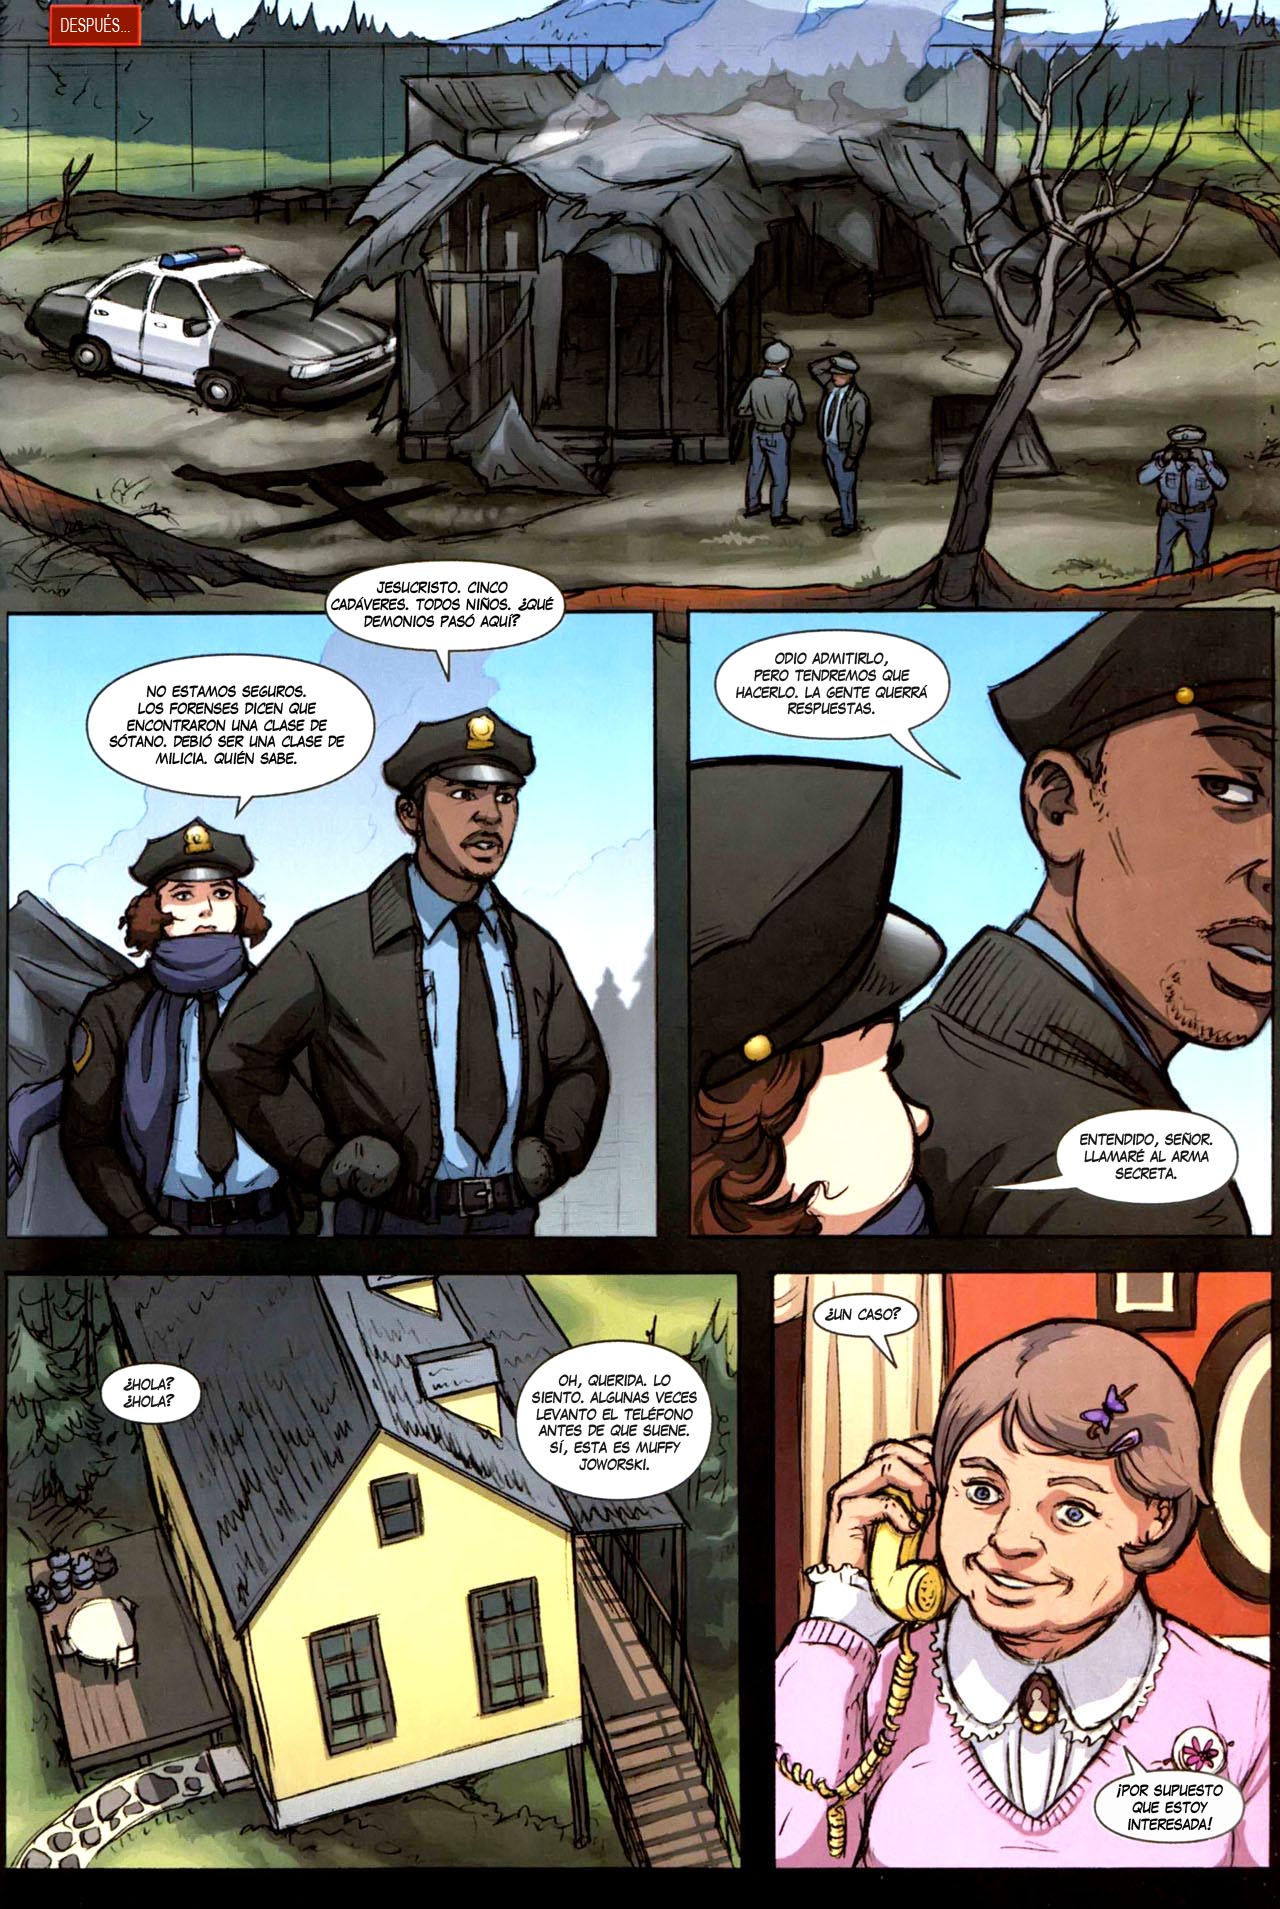 DESPUÉS...
JESUCRISTO. CINCO
CADÁVERES. TODOS NIÑOS. ¿QUÉ
DEMONIOS PASÓ AQUÍ?
NO ESTAMOS SEGUROS.
LOS FORENSES DICEN QUE
ENCONTRARON UNA CLASE DE
SÓTANO. DEBIÓ SER UNA CLASE DE
MILICIA. QUIÉN SABE.
ODIO ADMITIRLO,
PERO TENDREMOS QUE
HACERLO. LA GENTE QUERRÁ
RESPUESTAS.
ENTENDIDO, SEÑOR.
LLAMARÉ AL ARMA
SECRETA.
¿HOLA?
¿HOLA?
OH, QUERIDA. LO
SIENTO. ALGUNAS VECES
LEVANTO EL TELÉFONO
ANTES DE QUE SUENE.
SÍ, ESTA ES MUFFY
JOWORSKI.
¿UN CASO?
¡POR SUPUESTO
QUE ESTOY
INTERESADA!